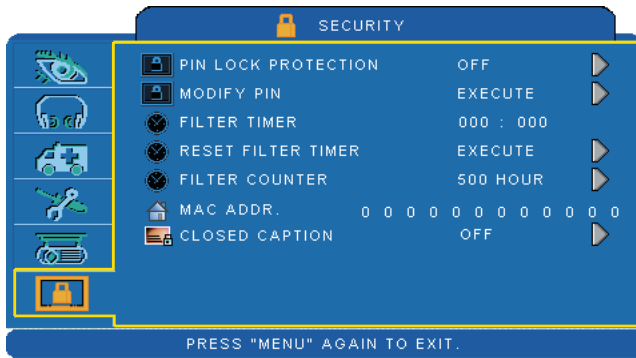 SECURITY
PIN LOCK PROTECTION OFF
MODIFY PIN EXECUTE
FILTER TIMER 000 : 000
RESET FILTER TIMER EXECUTE
FILTER COUNTER 500 HOUR
MAC ADDR. 0 0 0 0 0 0 0 0 0 0 0 0
CLOSED CAPTION OFF
PRESS "MENU" AGAIN TO EXIT.